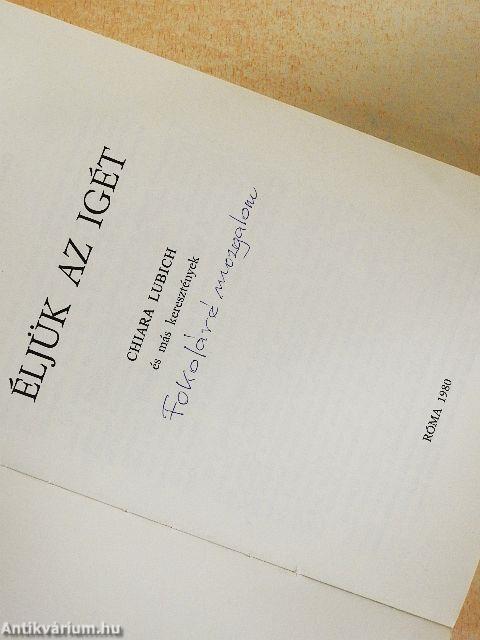 ÉLJÜK AZ IGÉT
CHIARA LUBICH
és más keresztények
Fokoláré mozgalom
RÓMA 1980
Antikvárium.hu